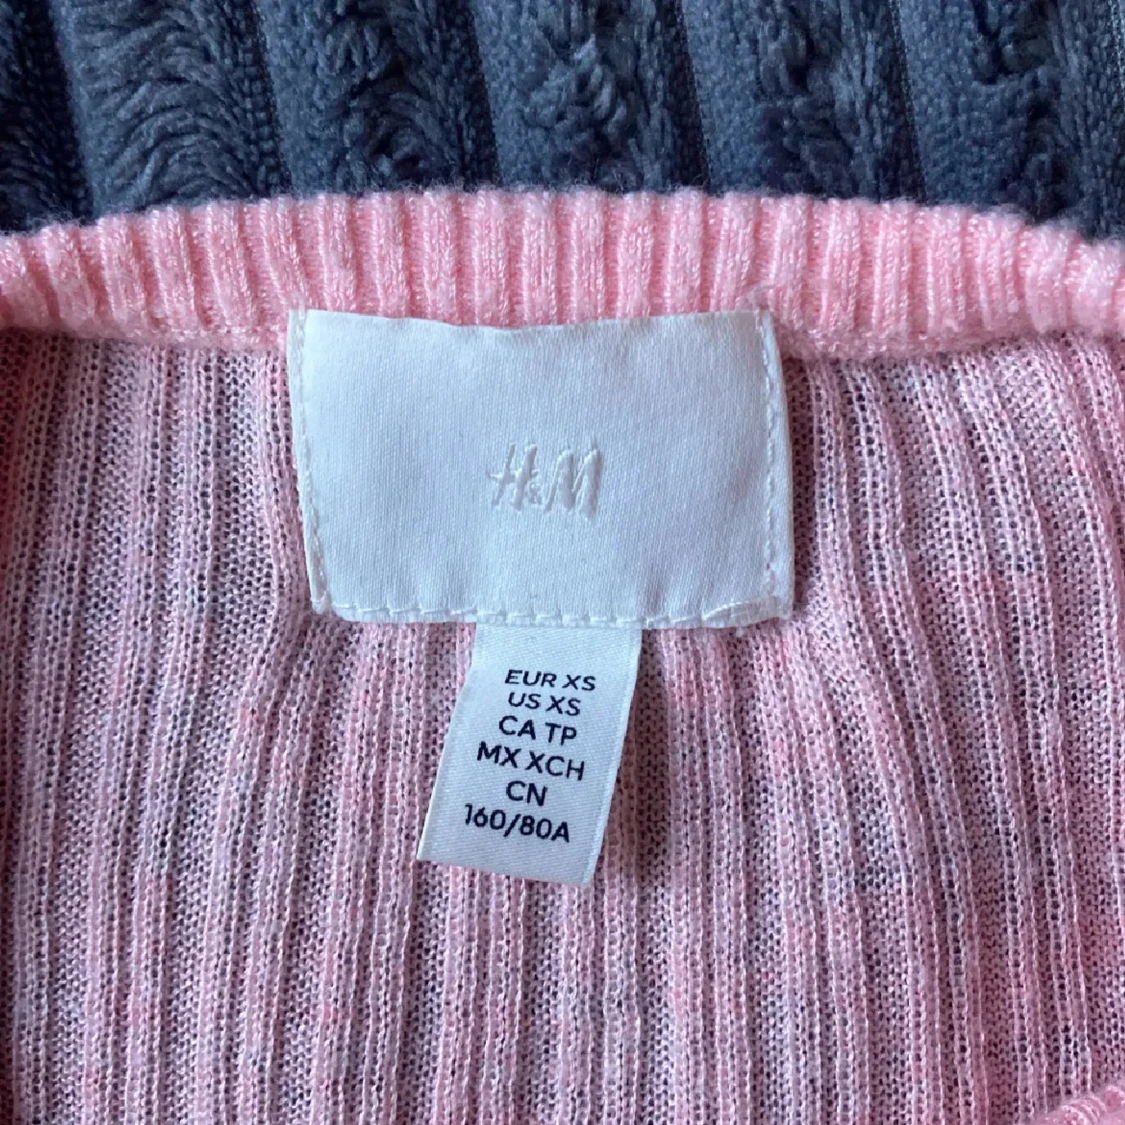 H&M
EUR XS
US XS
CA TP
MX XCH
CN
160/80A